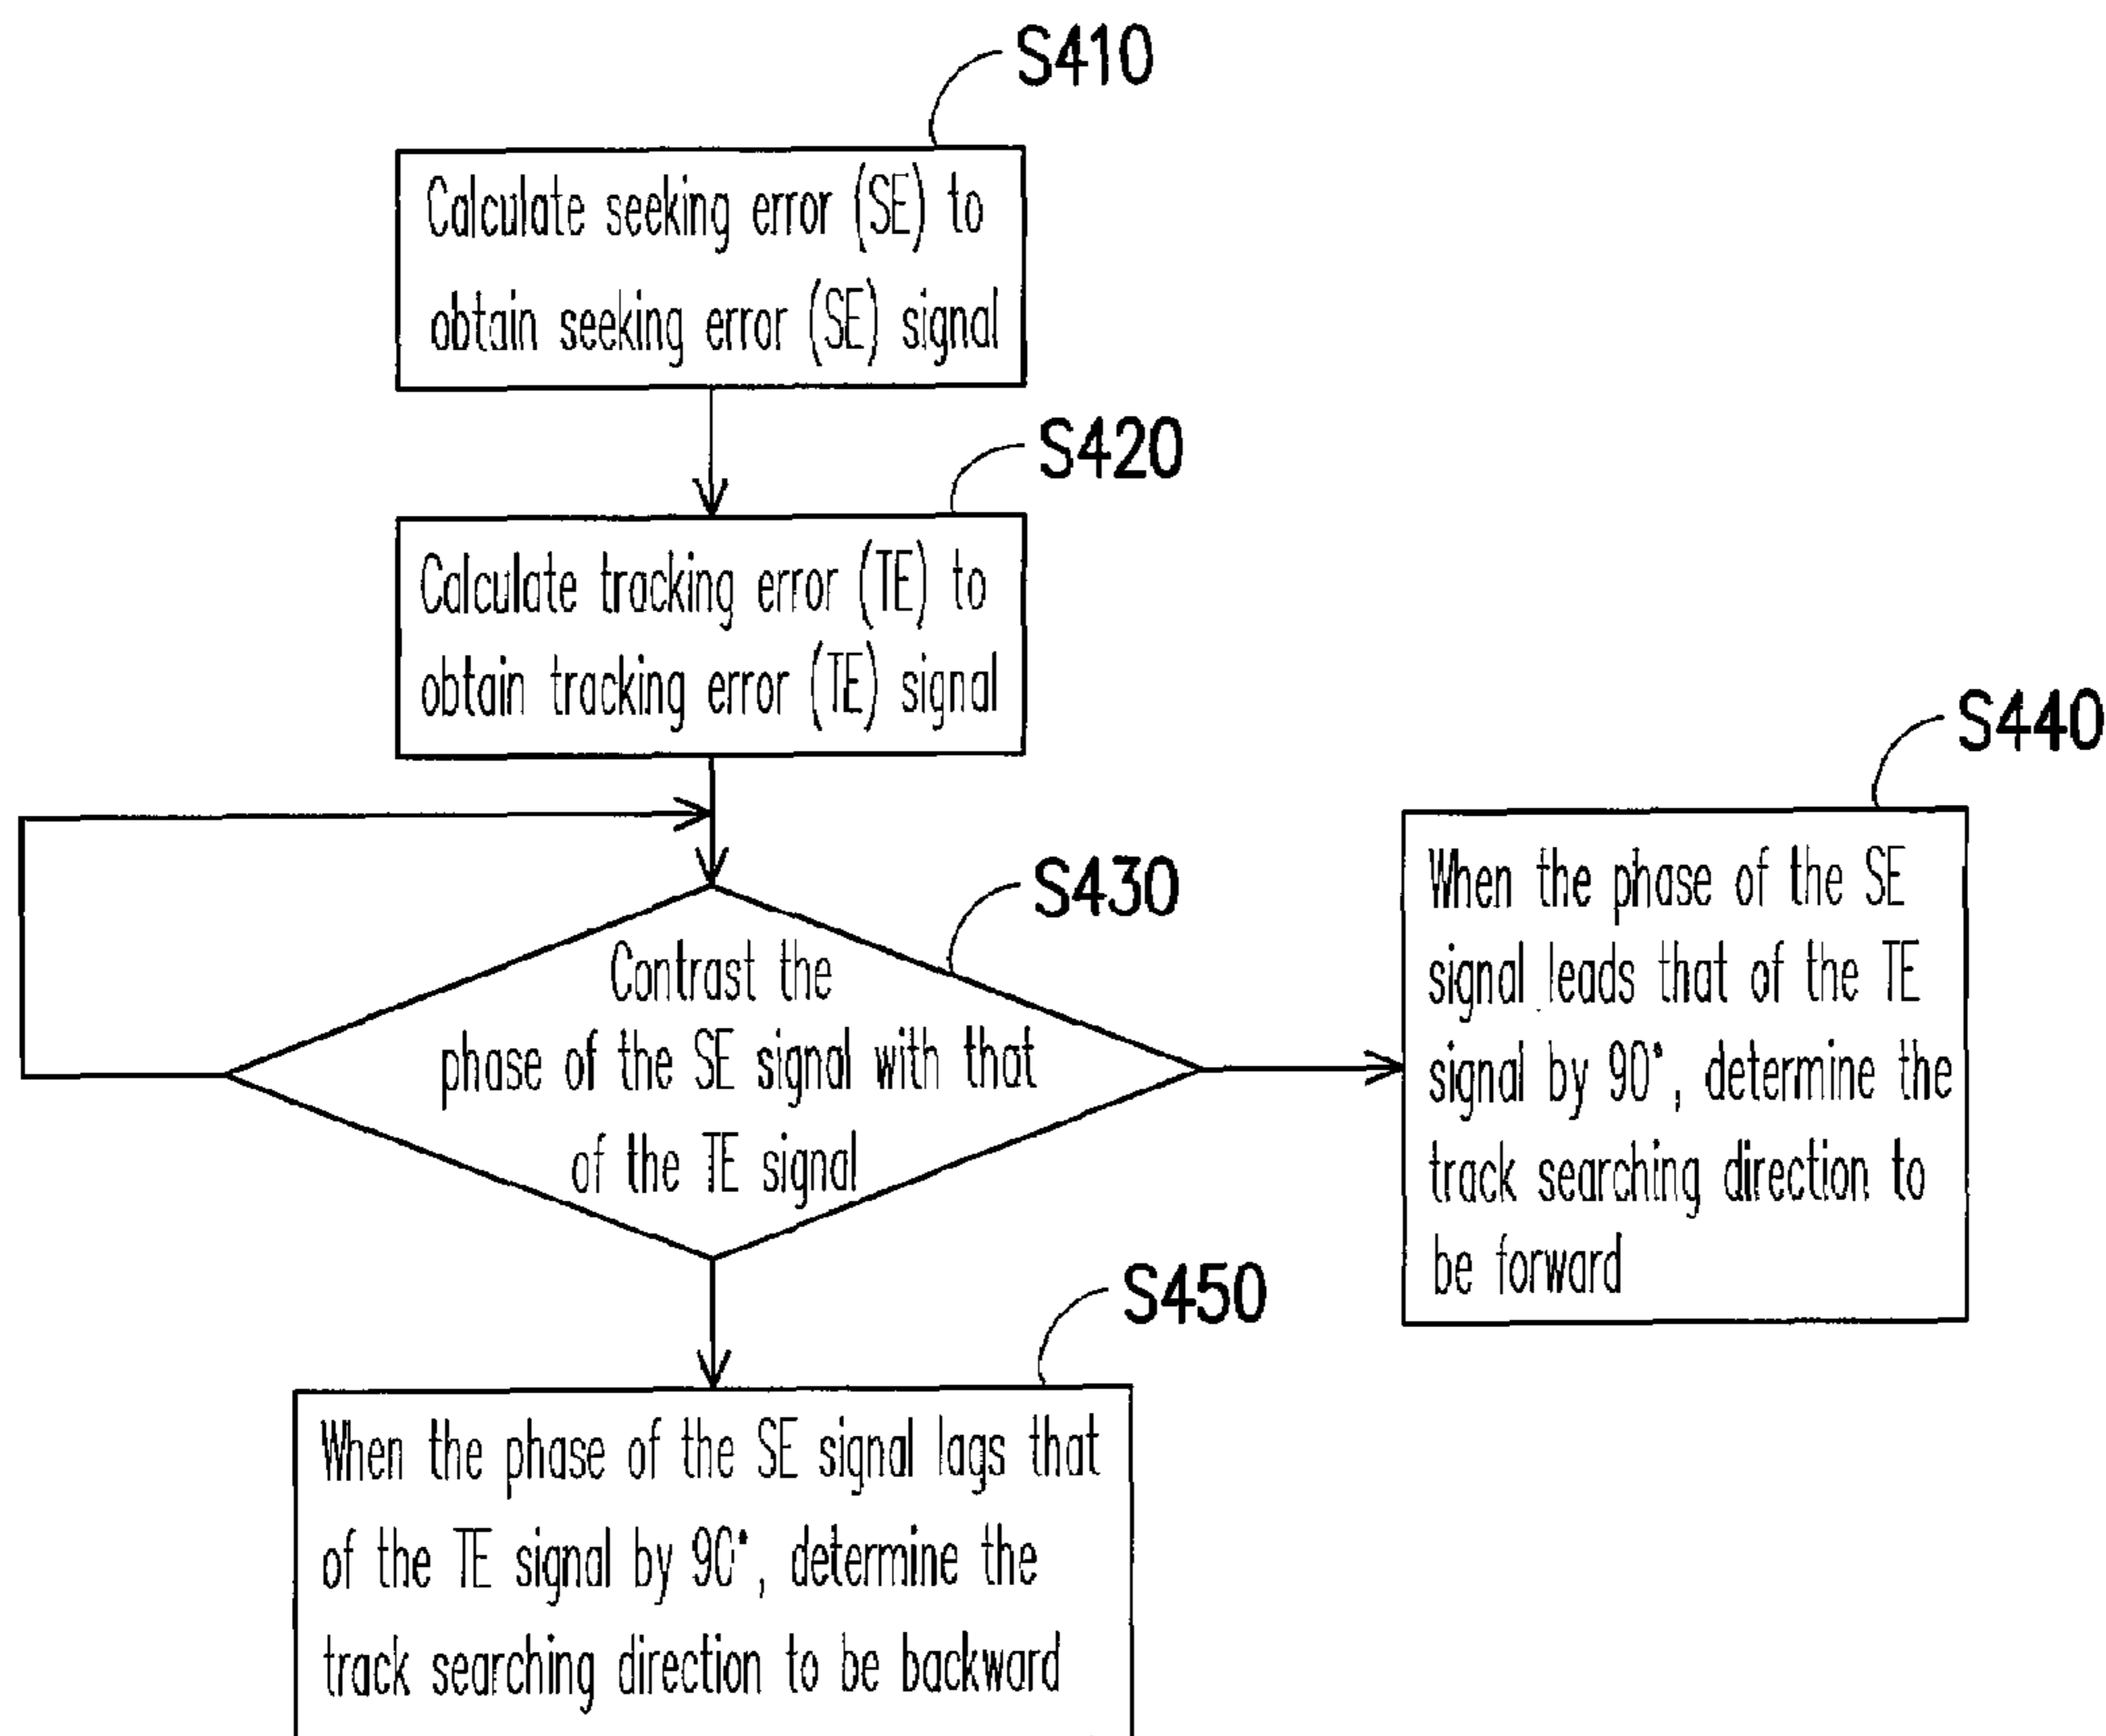 S410
Calculate seeking error (SE) to
obtain seeking error (SE) signal
S420
Calculate tracking error (TE) to
obtain tracking error (TE) signal
S430
Contrast the
phase of the SE signal with that
of the TE signal
S440
When the phase of the SE
signal leads that of the TE
signal by 90°, determine the
track searching direction to
be forward
S450
When the phase of the SE signal lags that
of the TE signal by 90°, determine the
track searching direction to be backward